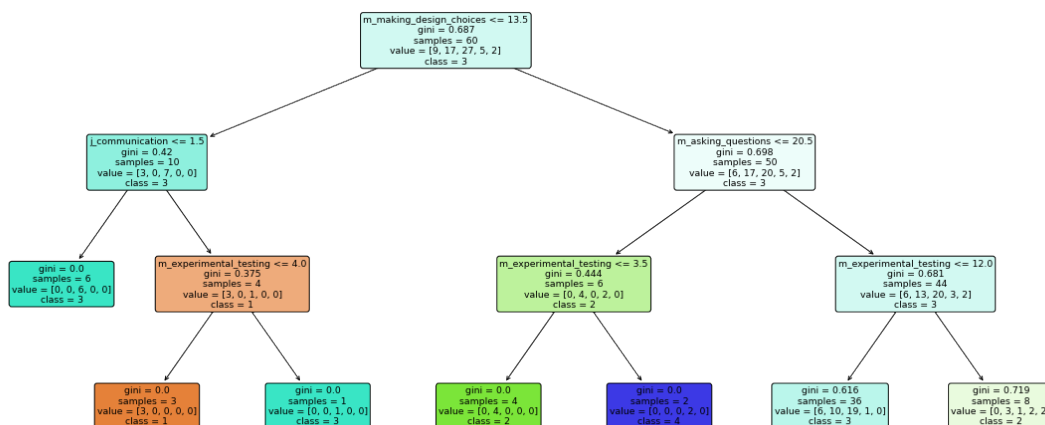 m_making_design_choices <= 13.5
gini = 0.687
samples = 60
value = [9, 17, 27, 5, 2]
class = 3
j_communication <= 1.5
gini = 0.42
samples = 10
value = [3, 0, 7, 0, 0]
class = 3
m_asking_questions <= 20.5
gini = 0.698
samples = 50
value = [6, 17, 20, 5, 2]
class = 3
gini = 0.0
samples = 6
value = [0, 0, 6, 0, 0]
class = 3
m_experimental_testing <= 4.0
gini = 0.375
samples = 4
value = [3, 0, 1, 0, 0]
class = 1
m_experimental_testing <= 3.5
gini = 0.444
samples = 6
value = [0, 4, 0, 2, 0]
class = 2
m_experimental_testing <= 12.0
gini = 0.681
samples = 44
value = [6, 13, 20, 3, 2]
class = 3
gini = 0.0
samples = 3
value = [3, 0, 0, 0, 0]
class = 1
gini = 0.0
samples = 1
value = [0, 0, 1, 0, 0]
class = 3
gini = 0.0
samples = 4
value = [0, 4, 0, 0, 0]
class = 2
gini = 0.0
samples = 2
value = [0, 0, 0, 2, 0]
class = 4
gini = 0.616
samples = 36
value = [6, 10, 19, 1, 0]
class = 3
gini = 0.719
samples = 8
value = [0, 3, 1, 2, 2
class = 2